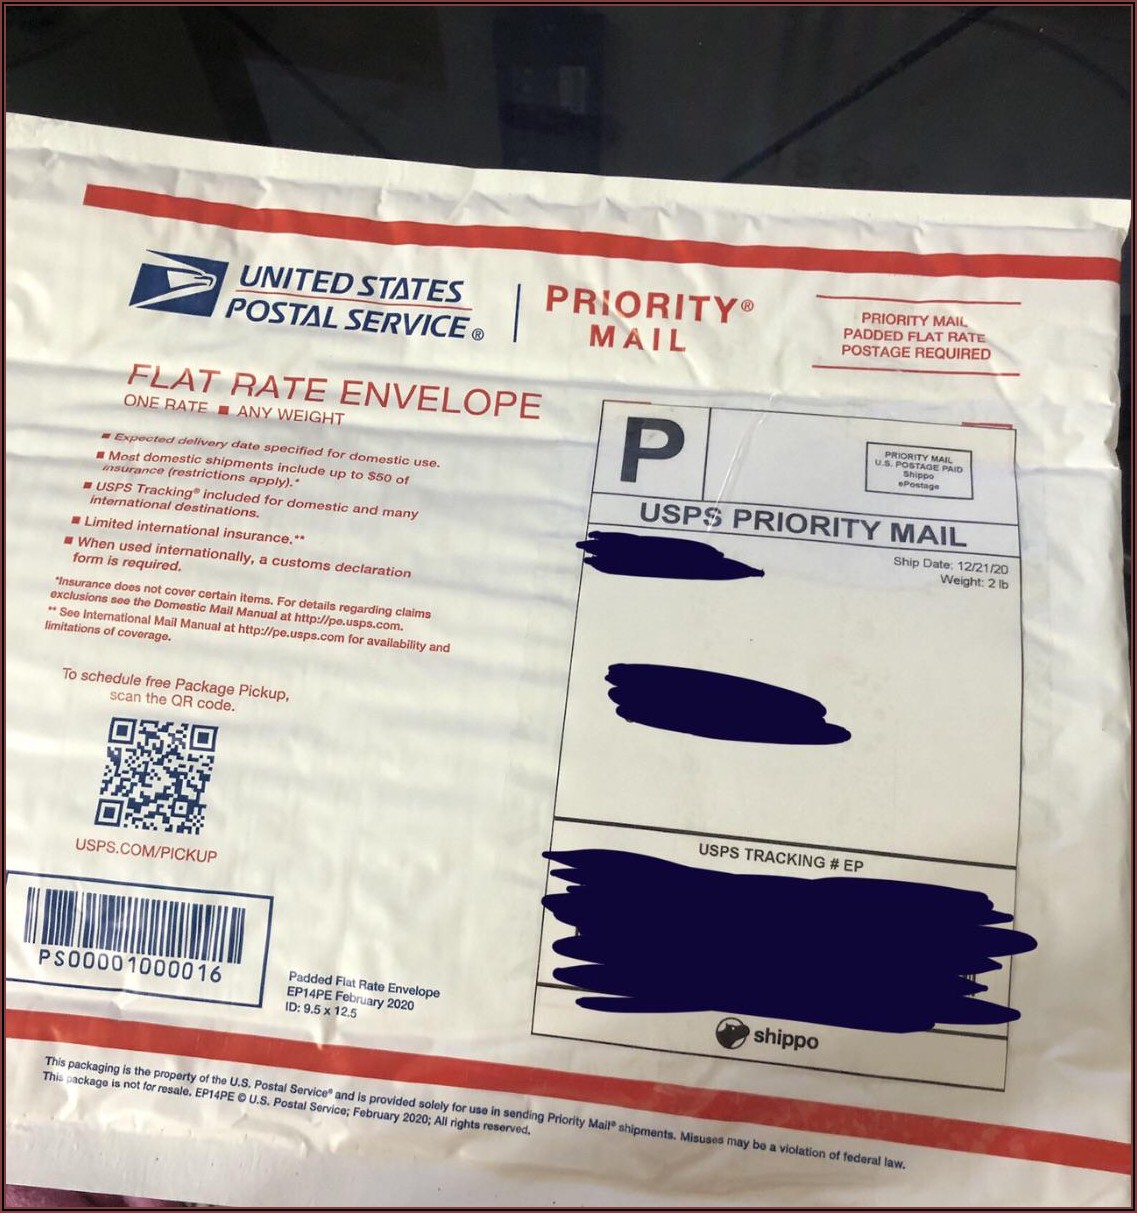 UNITED STATES
POSTAL SERVICE®
PRIORITY®
MAIL
PRIORITY MAIL
PADDED FLAT RATE
POSTAGE REQUIRED
FLAT RATE ENVELOPE
ONE RATE ■ ANY WEIGHT
■ Expected delivery date specified for domestic use.
■ Most domestic shipments include up to $50 of
insurance (restrictions apply).*
■ USPS Tracking® included for domestic and many
international destinations.
■ Limited international insurance.**
■ When used internationally, a customs declaration
form is required.
*Insurance does not cover certain items. For details regarding claims
exclusions see the Domestic Mail Manual at http://pe.usps.com.
** See International Mail Manual at http://pe.usps.com for availability and
limitations of coverage.
To schedule free Package Pickup,
scan the QR code.
USPS.COM/PICKUP
PS00001000016
Padded Flat Rate Envelope
EP14PE February 2020
ID: 9.5 x 12.5
P
PRIORITY MAIL
U.S. POSTAGE PAID
Shippo
ePostage
USPS PRIORITY MAIL
Ship Date: 12/21/20
Weight: 2 lb
USPS TRACKING # EP
shippo
This packaging is the property of the U.S. Postal Service® and is provided solely for use in sending Priority Mail® shipments. Misuses may be a violation of federal law.
This package is not for resale. EP14PE © U.S. Postal Service; February 2020; All rights reserved.